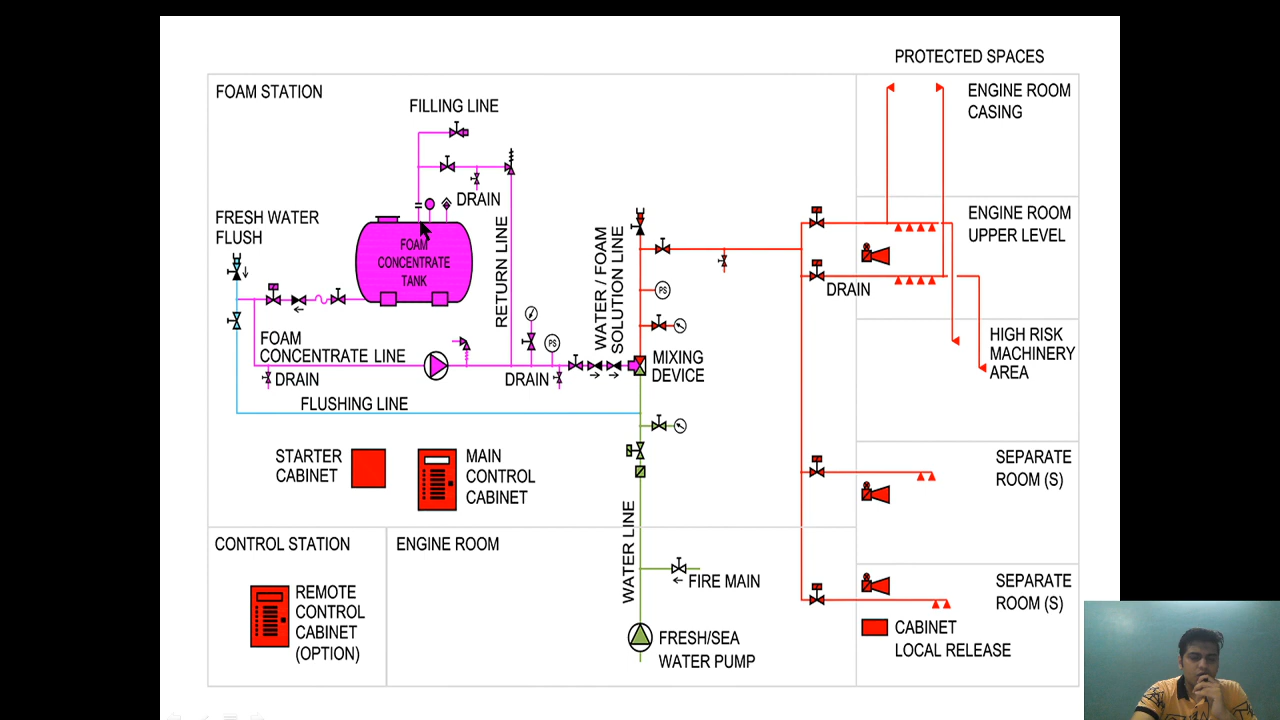 PROTECTED SPACES
FOAM STATION
FILLING LINE
ENGINE ROOM
CASING
DRAIN
FRESH WATER
FLUSH
FOAM
CONCENTRATE
TANK
RETURN LINE
WATER / FOAM
SOLUTION LINE
ENGINE ROOM
UPPER LEVEL
DRAIN
PS
PS
FOAM
CONCENTRATE LINE
DRAIN
DRAIN
MIXING
DEVICE
HIGH RISK
MACHINERY
AREA
FLUSHING LINE
STARTER
CABINET
MAIN
CONTROL
CABINET
SEPARATE
ROOM (S)
CONTROL STATION
ENGINE ROOM
WATER LINE
FIRE MAIN
SEPARATE
ROOM (S)
REMOTE
CONTROL
CABINET
(OPTION)
FRESH/SEA
WATER PUMP
CABINET
LOCAL RELEASE